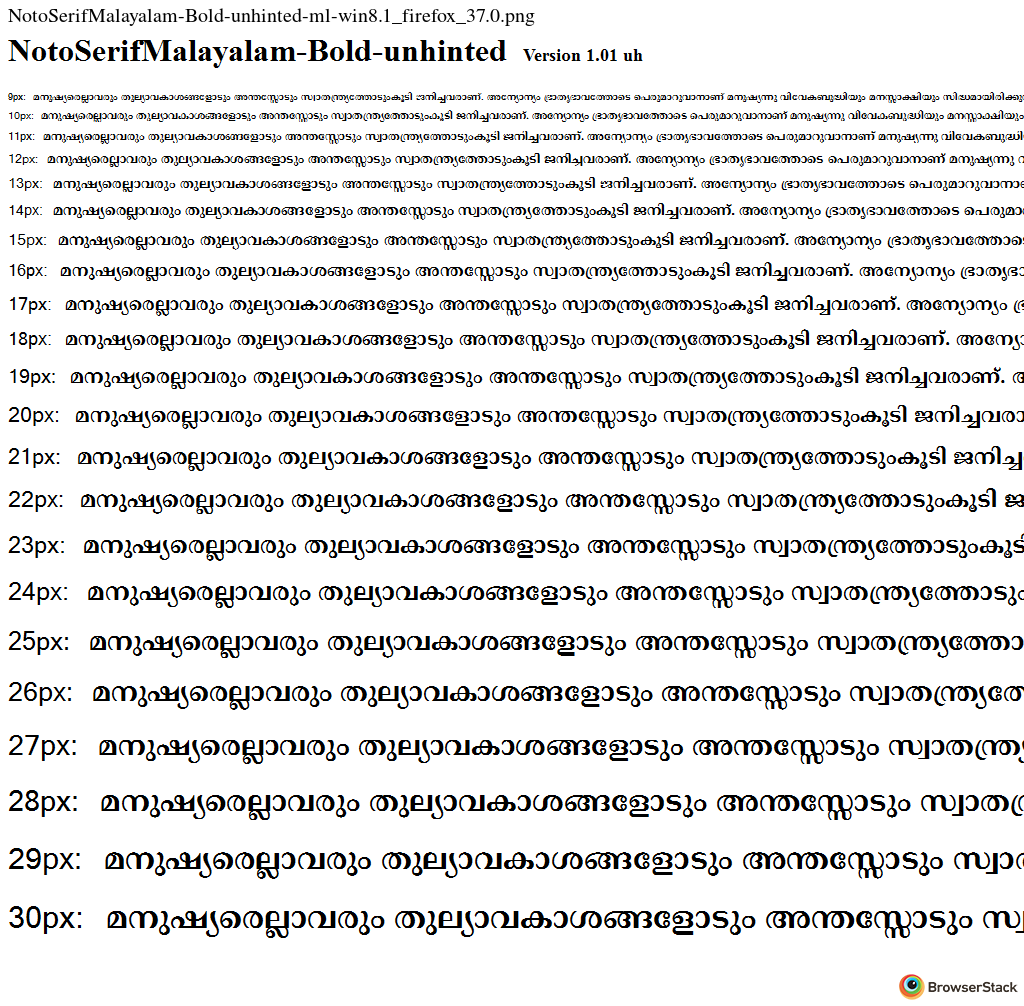 NotoSerifMalayalam-Bold-unhinted-ml-win8.1_firefox_37.0.png
NotoSerifMalayalam-Bold-unhinted Version 1.01 uh
9px: മനുഷ്യരെല്ലാവരും തുല്യാവകാശങ്ങളോടും അന്തസ്സോടും സ്വാതന്ത്ര്യത്തോടുംകൂടി ജനിച്ചവരാണ്. അന്യോന്യം ഭ്രാതൃഭാവത്തോടെ പെരുമാറുവാനാണ് മനുഷ്യന്നു വിവേകബുദ്ധിയും മനസ്സാക്ഷിയും സിദ്ധമായിരിക്കു
10px: മനുഷ്യരെല്ലാവരും തുല്യാവകാശങ്ങളോടും അന്തസ്സോടും സ്വാതന്ത്ര്യത്തോടുംകൂടി ജനിച്ചവരാണ്. അന്യോന്യം ഭ്രാതൃഭാവത്തോടെ പെരുമാറുവാനാണ് മനുഷ്യന്നു വിവേകബുദ്ധിയും മനസ്സാക്ഷിയും
11px: മനുഷ്യരെല്ലാവരും തുല്യാവകാശങ്ങളോടും അന്തസ്സോടും സ്വാതന്ത്ര്യത്തോടുംകൂടി ജനിച്ചവരാണ്. അന്യോന്യം ഭ്രാതൃഭാവത്തോടെ പെരുമാറുവാനാണ് മനുഷ്യന്നു വിവേകബുദ്ധി
12px: മനുഷ്യരെല്ലാവരും തുല്യാവകാശങ്ങളോടും അന്തസ്സോടും സ്വാതന്ത്ര്യത്തോടുംകൂടി ജനിച്ചവരാണ്. അന്യോന്യം ഭ്രാതൃഭാവത്തോടെ പെരുമാറുവാനാണ് മനുഷ്യന്നു
13px: മനുഷ്യരെല്ലാവരും തുല്യാവകാശങ്ങളോടും അന്തസ്സോടും സ്വാതന്ത്ര്യത്തോടുംകൂടി ജനിച്ചവരാണ്. അന്യോന്യം ഭ്രാതൃഭാവത്തോടെ പെരുമാറുവാനാ
14px: മനുഷ്യരെല്ലാവരും തുല്യാവകാശങ്ങളോടും അന്തസ്സോടും സ്വാതന്ത്ര്യത്തോടുംകൂടി ജനിച്ചവരാണ്. അന്യോന്യം ഭ്രാതൃഭാവത്തോടെ പെരുമാ
15px: മനുഷ്യരെല്ലാവരും തുല്യാവകാശങ്ങളോടും അന്തസ്സോടും സ്വാതന്ത്ര്യത്തോടുംകൂടി ജനിച്ചവരാണ്. അന്യോന്യം ഭ്രാതൃഭാവത്തോടെ
16px: മനുഷ്യരെല്ലാവരും തുല്യാവകാശങ്ങളോടും അന്തസ്സോടും സ്വാതന്ത്ര്യത്തോടുംകൂടി ജനിച്ചവരാണ്. അന്യോന്യം ഭ്രാതൃഭാ
17px: മനുഷ്യരെല്ലാവരും തുല്യാവകാശങ്ങളോടും അന്തസ്സോടും സ്വാതന്ത്ര്യത്തോടുംകൂടി ജനിച്ചവരാണ്. അന്യോന്യം
18px: മനുഷ്യരെല്ലാവരും തുല്യാവകാശങ്ങളോടും അന്തസ്സോടും സ്വാതന്ത്ര്യത്തോടുംകൂടി ജനിച്ചവരാണ്. അന്യോ
19px: മനുഷ്യരെല്ലാവരും തുല്യാവകാശങ്ങളോടും അന്തസ്സോടും സ്വാതന്ത്ര്യത്തോടുംകൂടി ജനിച്ചവരാണ്.
20px: മനുഷ്യരെല്ലാവരും തുല്യാവകാശങ്ങളോടും അന്തസ്സോടും സ്വാതന്ത്ര്യത്തോടുംകൂടി ജനിച്ചവരാ
21px: മനുഷ്യരെല്ലാവരും തുല്യാവകാശങ്ങളോടും അന്തസ്സോടും സ്വാതന്ത്ര്യത്തോടുംകൂടി ജനിച്ച
22px: മനുഷ്യരെല്ലാവരും തുല്യാവകാശങ്ങളോടും അന്തസ്സോടും സ്വാതന്ത്ര്യത്തോടുംകൂടി ജ
23px: മനുഷ്യരെല്ലാവരും തുല്യാവകാശങ്ങളോടും അന്തസ്സോടും സ്വാതന്ത്ര്യത്തോടുംകൂടി
24px: മനുഷ്യരെല്ലാവരും തുല്യാവകാശങ്ങളോടും അന്തസ്സോടും സ്വാതന്ത്ര്യത്തോടും
25px: മനുഷ്യരെല്ലാവരും തുല്യാവകാശങ്ങളോടും അന്തസ്സോടും സ്വാതന്ത്ര്യത്തോ
26px: മനുഷ്യരെല്ലാവരും തുല്യാവകാശങ്ങളോടും അന്തസ്സോടും സ്വാതന്ത്ര്യത്തേ
27px: മനുഷ്യരെല്ലാവരും തുല്യാവകാശങ്ങളോടും അന്തസ്സോടും സ്വാതന്ത്ര്യ
28px: മനുഷ്യരെല്ലാവരും തുല്യാവകാശങ്ങളോടും അന്തസ്സോടും സ്വാത
29px: മനുഷ്യരെല്ലാവരും തുല്യാവകാശങ്ങളോടും അന്തസ്സോടും സ്വാ
30px: മനുഷ്യരെല്ലാവരും തുല്യാവകാശങ്ങളോടും അന്തസ്സോടും സ്വ
BrowserStack